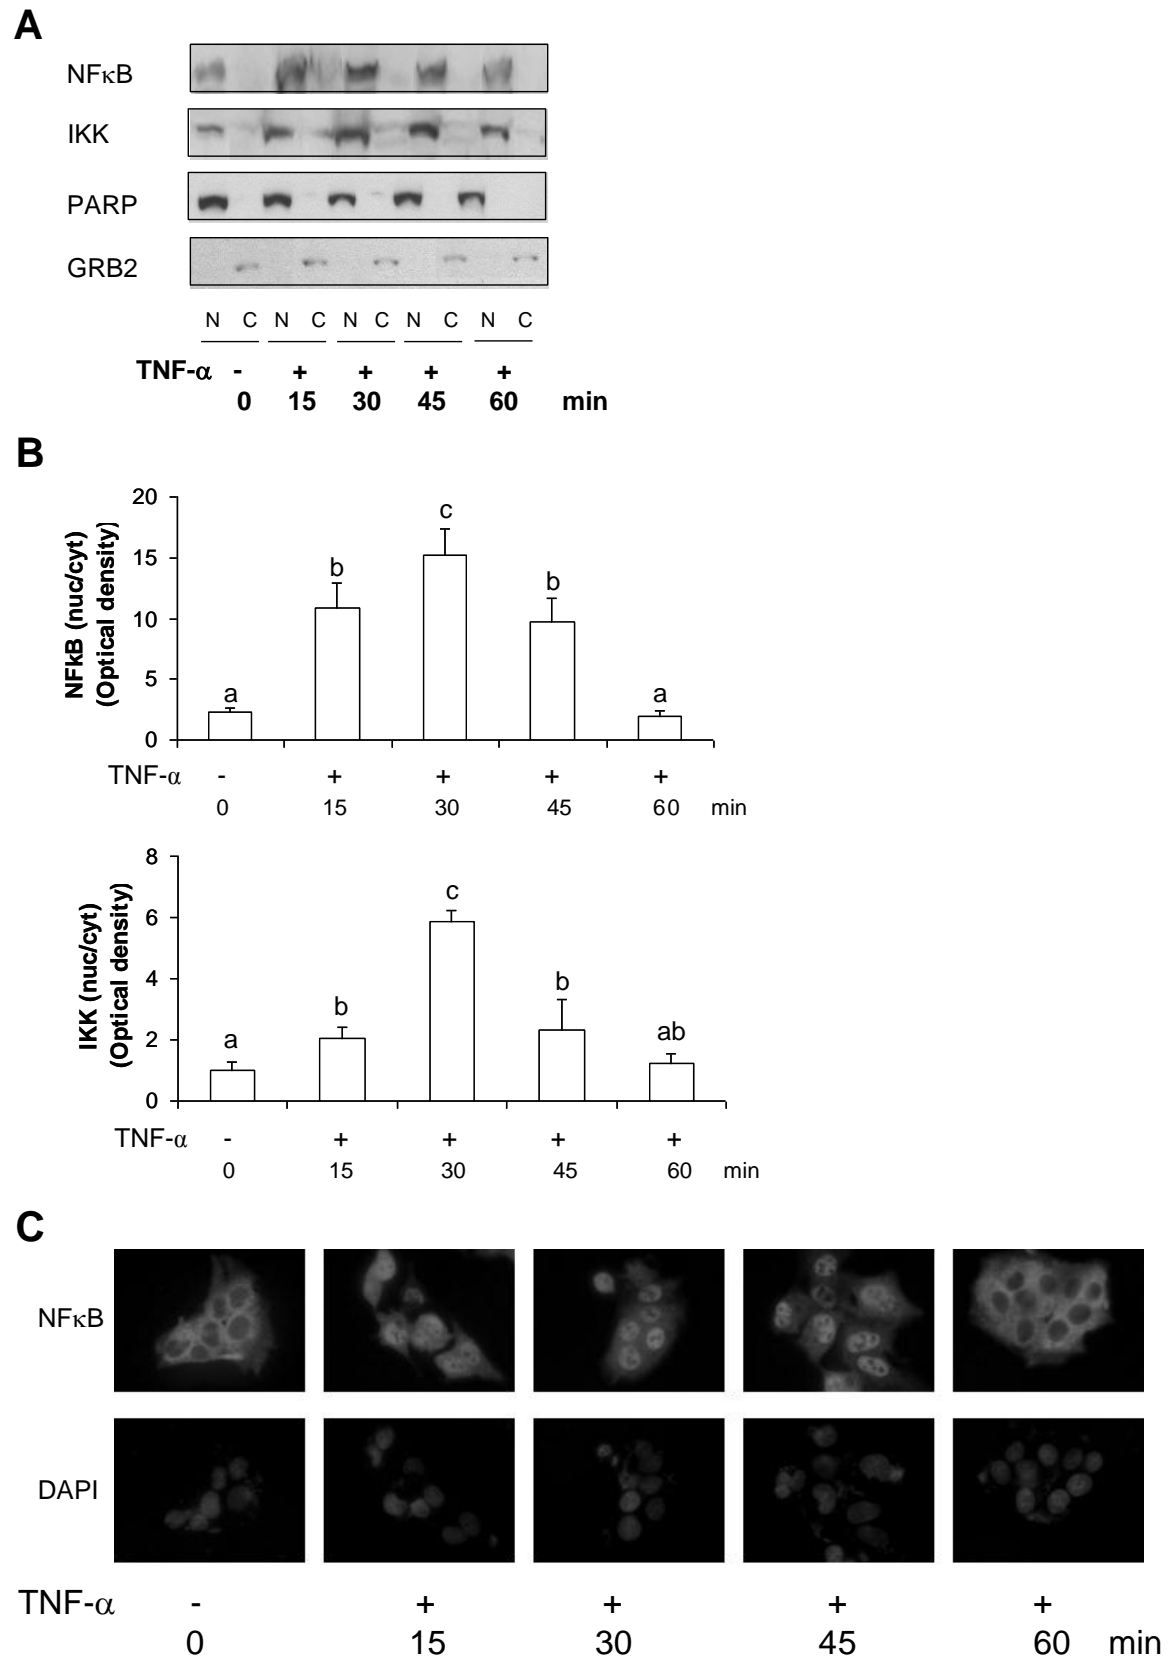 A
NFκB
IKK
PARP
GRB2
N C N C N C N C N C
TNF-α - + + + +
0 15 30 45 60 min
B
20
15
10
5
0
NFkB (nuc/cyt)
(Optical density)
a b c b a
TNF-α - + + + +
0 15 30 45 60 min
8
6
4
2
0
IKK (nuc/cyt)
(Optical density)
a b c b ab
TNF-α - + + + +
0 15 30 45 60 min
C
NFκB
DAPI
TNF-α - + + + +
0 15 30 45 60 min